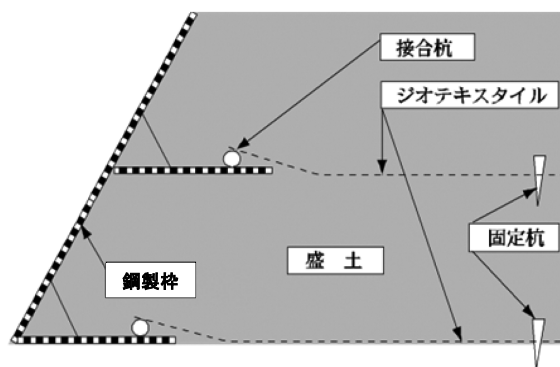 接合杭
ジオテキスタイル
固定杭
盛 土
鋼製枠